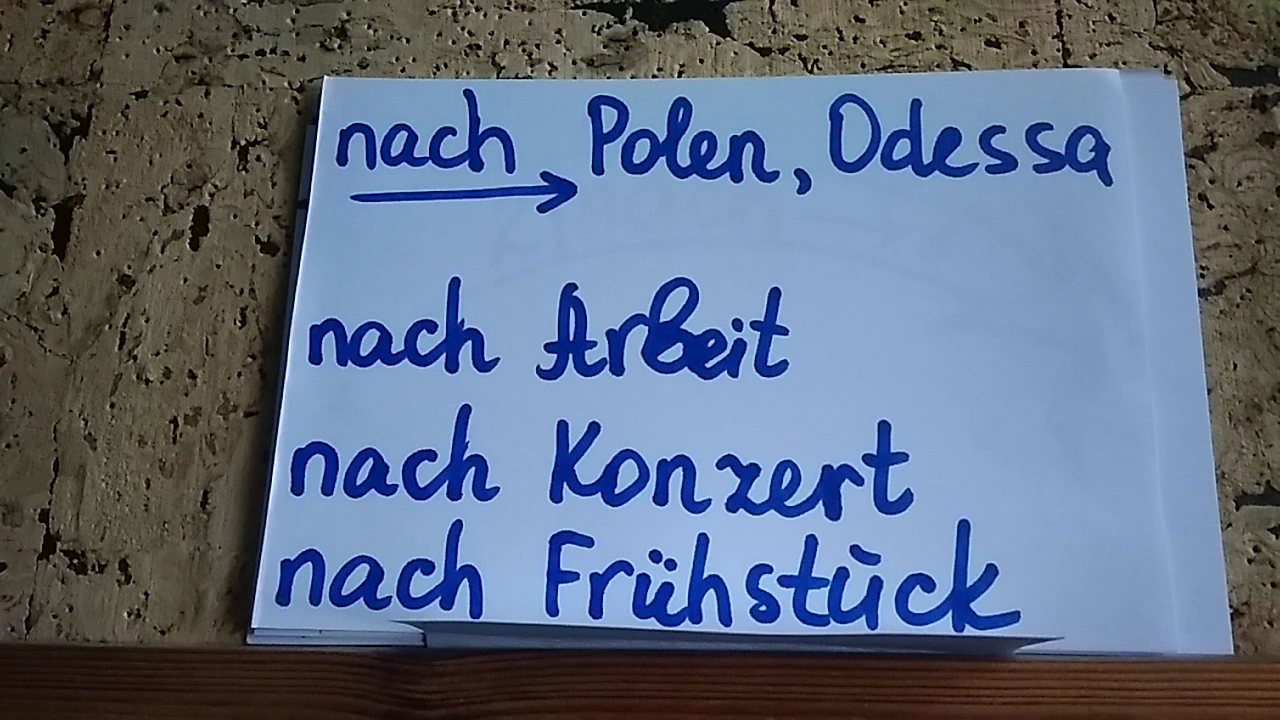 nach Polen, Odessa
nach Arbeit
nach Konzert
nach Frühstück